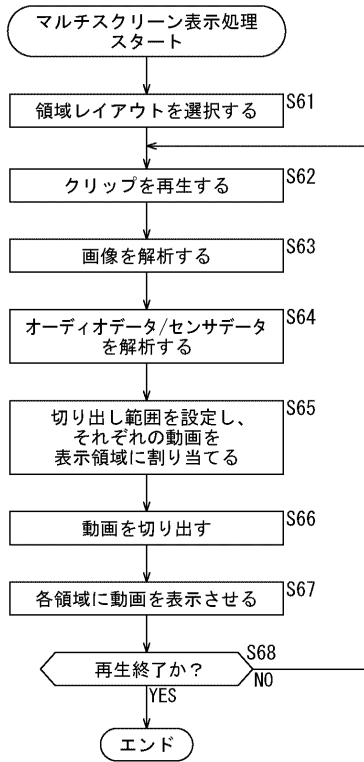 マルチスクリーン表示処理
スタート
領域レイアウトを選択する
S61
クリップを再生する
S62
画像を解析する
S63
オーディオデータ/センサデータ
を解析する
S64
切り出し範囲を設定し、
それぞれの動画を
表示領域に割り当てる
S65
動画を切り出す
S66
各領域に動画を表示させる
S67
再生終了か？
S68
NO
YES
エンド